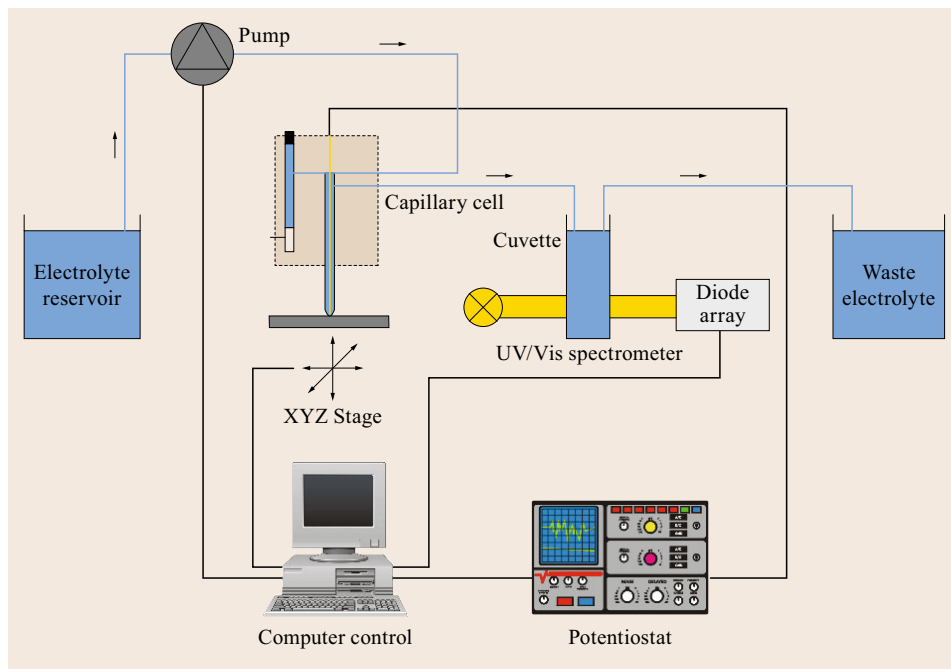 Pump
Capillary cell
Electrolyte
reservoir
Cuvette
Waste
electrolyte
Diode
array
UV/Vis spectrometer
XYZ Stage
Computer control
Potentiostat